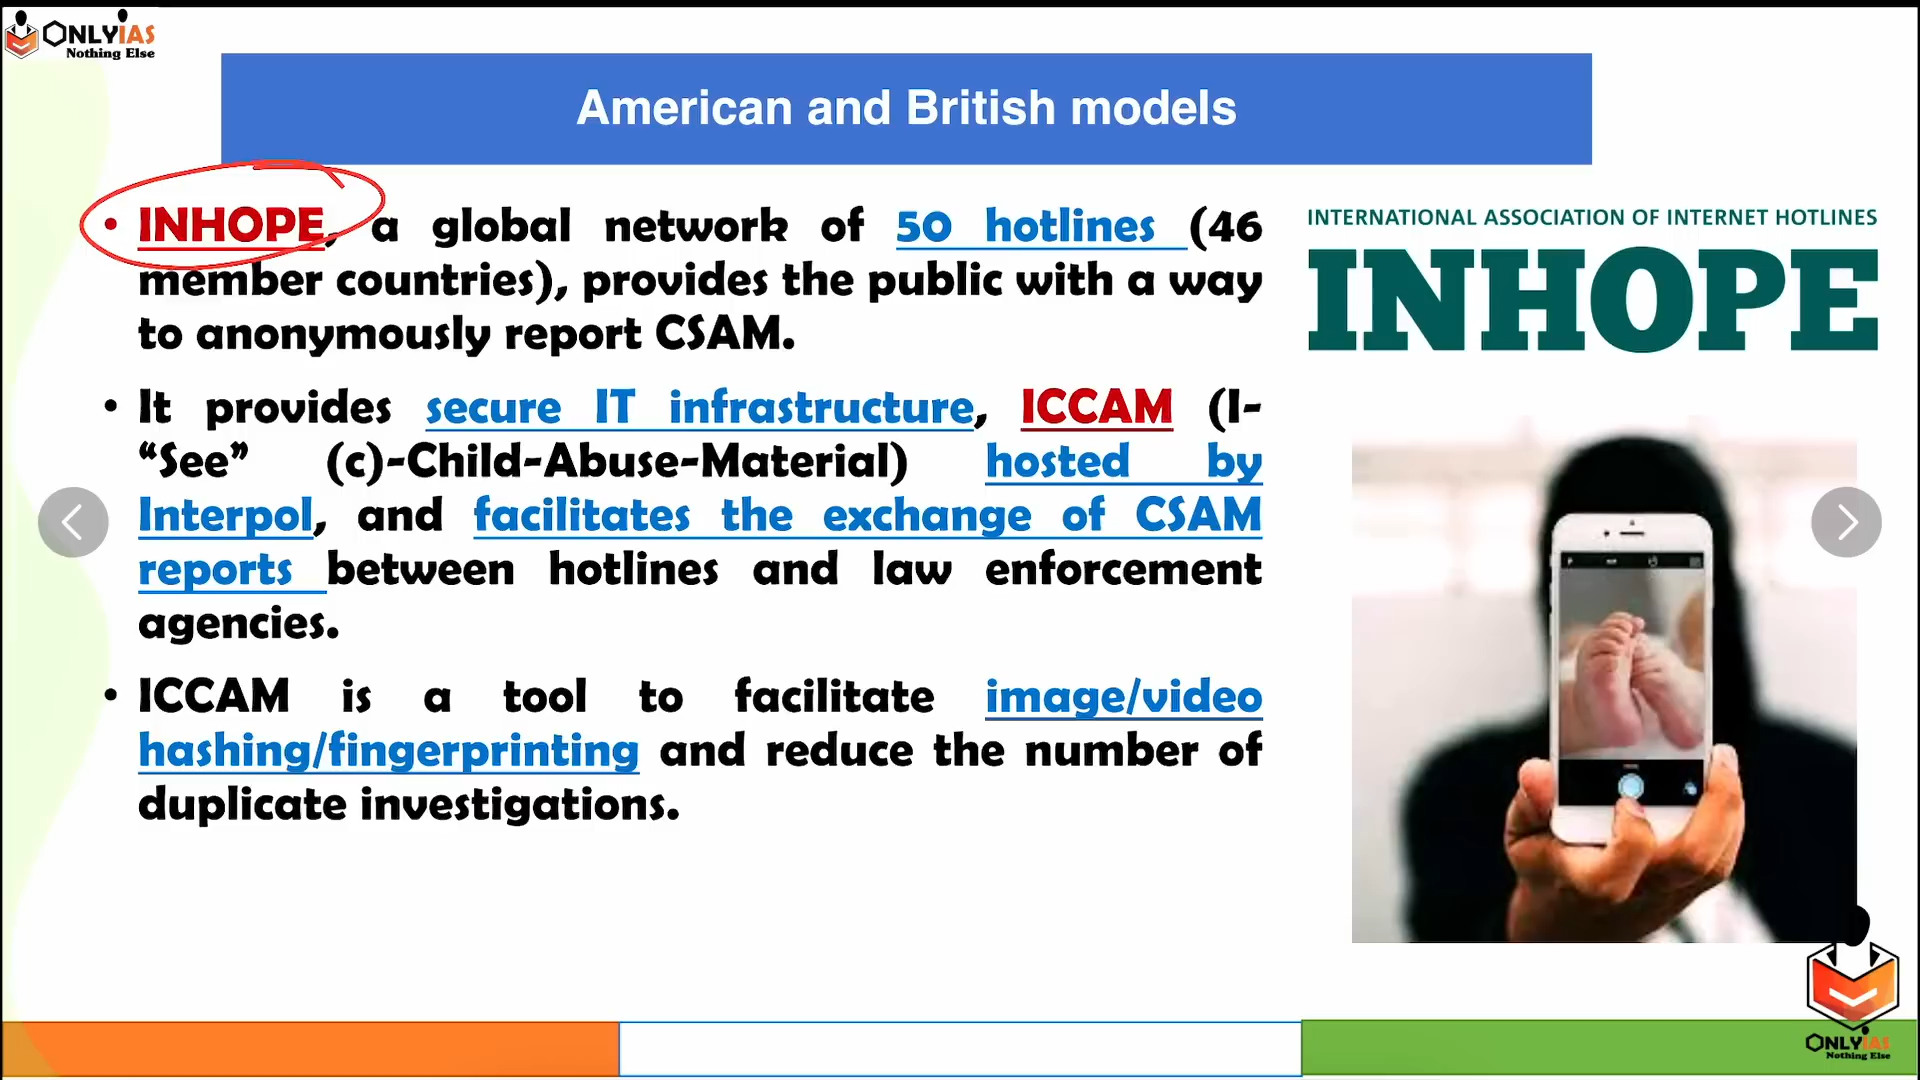 ONLYIAS
Nothing Else
American and British models
• INHOPE, a global network of 50 hotlines (46
member countries), provides the public with a way
to anonymously report CSAM.
• It provides secure IT infrastructure, ICCAM (I-
“See” (c)-Child-Abuse-Material) hosted by
Interpol, and facilitates the exchange of CSAM
reports between hotlines and law enforcement
agencies.
• ICCAM is a tool to facilitate image/video
hashing/fingerprinting and reduce the number of
duplicate investigations.
INTERNATIONAL ASSOCIATION OF INTERNET HOTLINES
INHOPE
ONLYIAS
Nothing Else